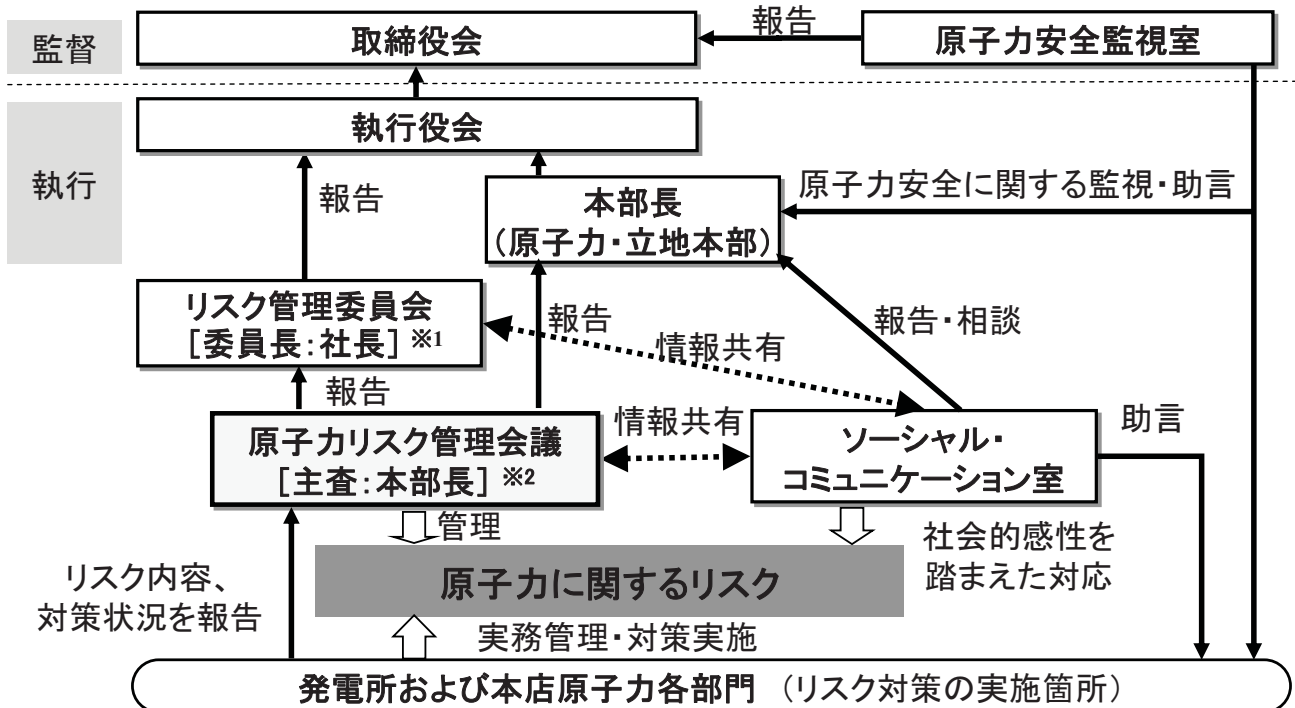 監督
取締役会
報告
原子力安全監視室
執行
執行役会
報告
本部長
（原子力・立地本部）
原子力安全に関する監視・助言
リスク管理委員会
［委員長：社長］※1
報告
情報共有
報告・相談
報告
原子力リスク管理会議
［主査：本部長］※2
情報共有
ソーシャル・
コミュニケーション室
助言
管理
社会的感性を
踏まえた対応
リスク内容、
対策状況を報告
原子力に関するリスク
実務管理・対策実施
発電所および本店原子力各部門 （リスク対策の実施箇所）